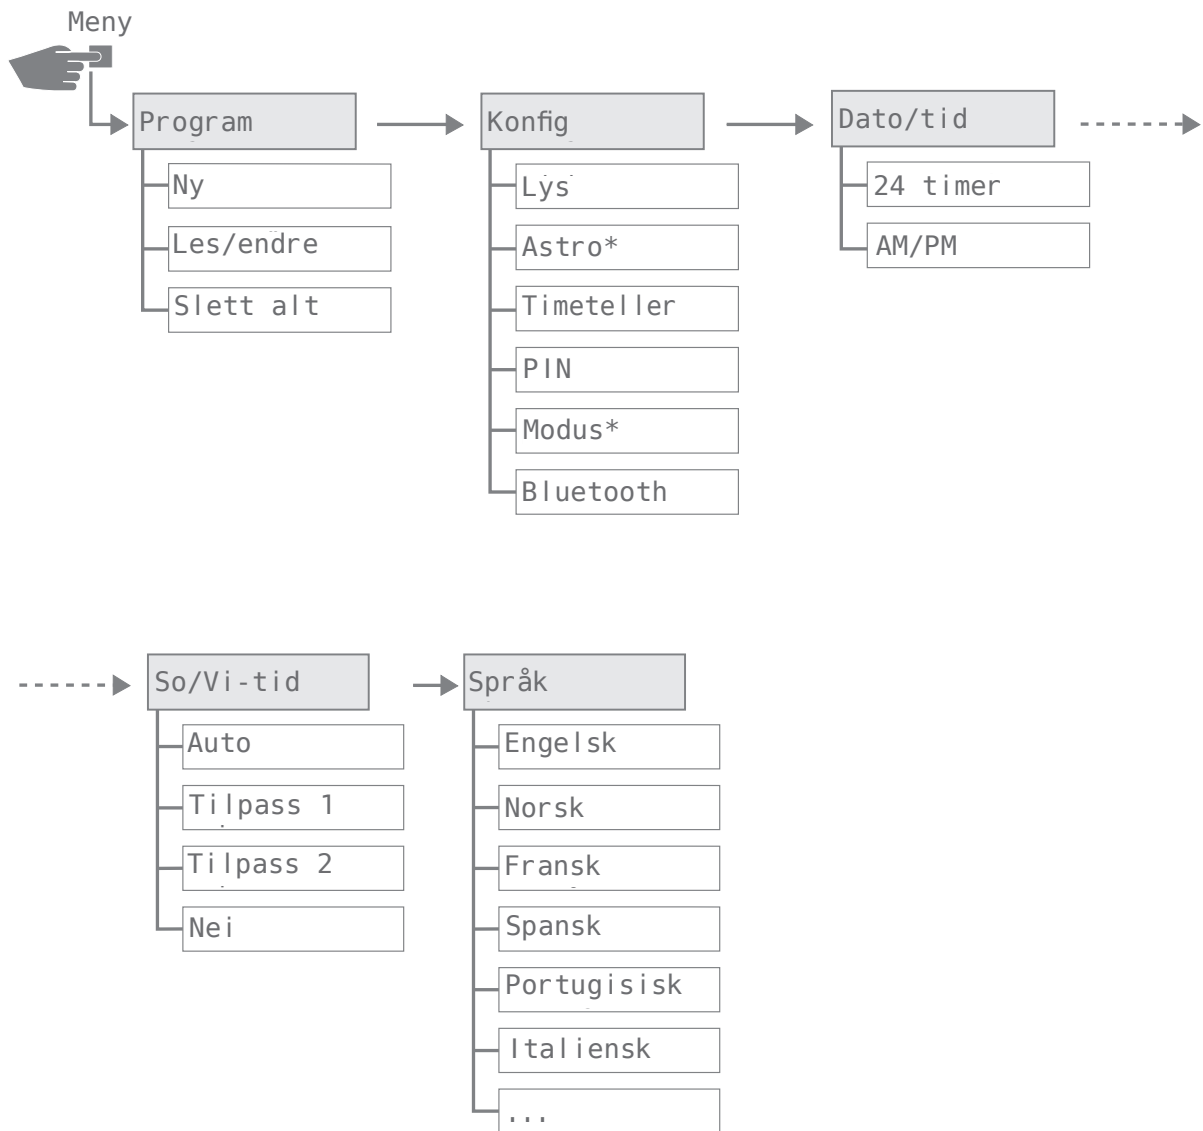 Meny
Program
Ny
Les/endre
Slett alt
Konfig
Lys
Astro*
Timeteller
PIN
Modus*
Bluetooth
Dato/tid
24 timer
AM/PM
So/Vi-tid
Auto
Tilpass 1
Tilpass 2
Nei
Språk
Engelsk
Norsk
Fransk
Spansk
Portugisisk
Italiensk
...